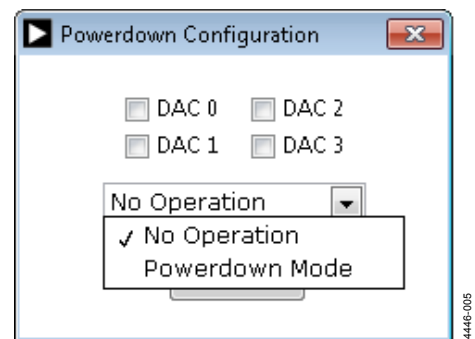 Powerdown Configuration
DAC 0 DAC 2
DAC 1 DAC 3
No Operation
✓ No Operation
Powerdown Mode
4446-005